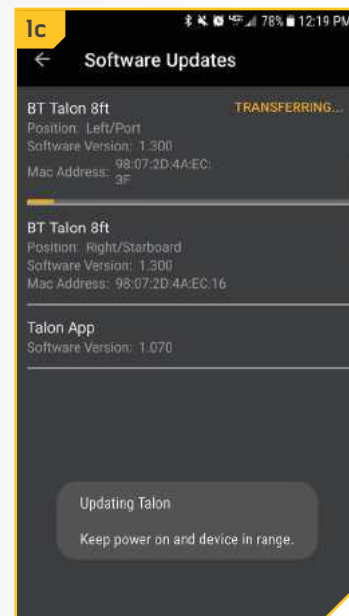 1c
78% 12:19 PM
Software Updates
BT Talon 8ft TRANSFERRING...
Position: Left/Port
Software Version: 1.300
Mac Address: 98:07:2D:4A:EC:
3F
BT Talon 8ft
Position: Right/Starboard
Software Version: 1.300
Mac Address: 98:07:2D:4A:EC:16
Talon App
Software Version: 1.070
Updating Talon
Keep power on and device in range.